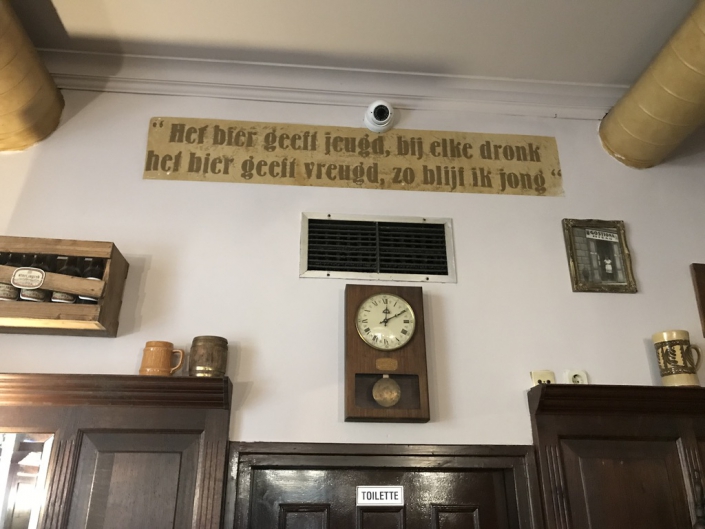 “ Het bier geeft jeugd, bij elke dronk
het bier geeft vreugd, zo blijf ik jong “
TOILETTE